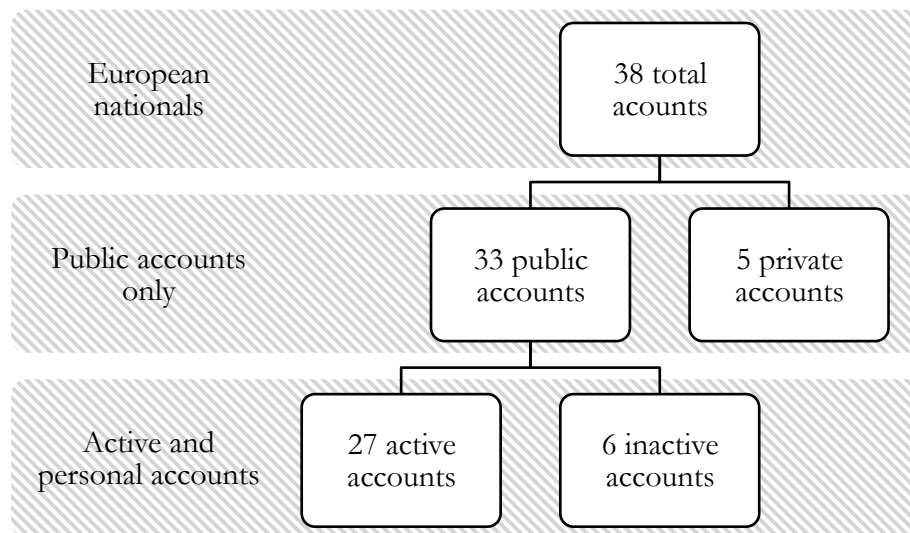 European
nationals
38 total
acounts
Public accounts
only
33 public
accounts
5 private
accounts
Active and
personal accounts
27 active
accounts
6 inactive
accounts